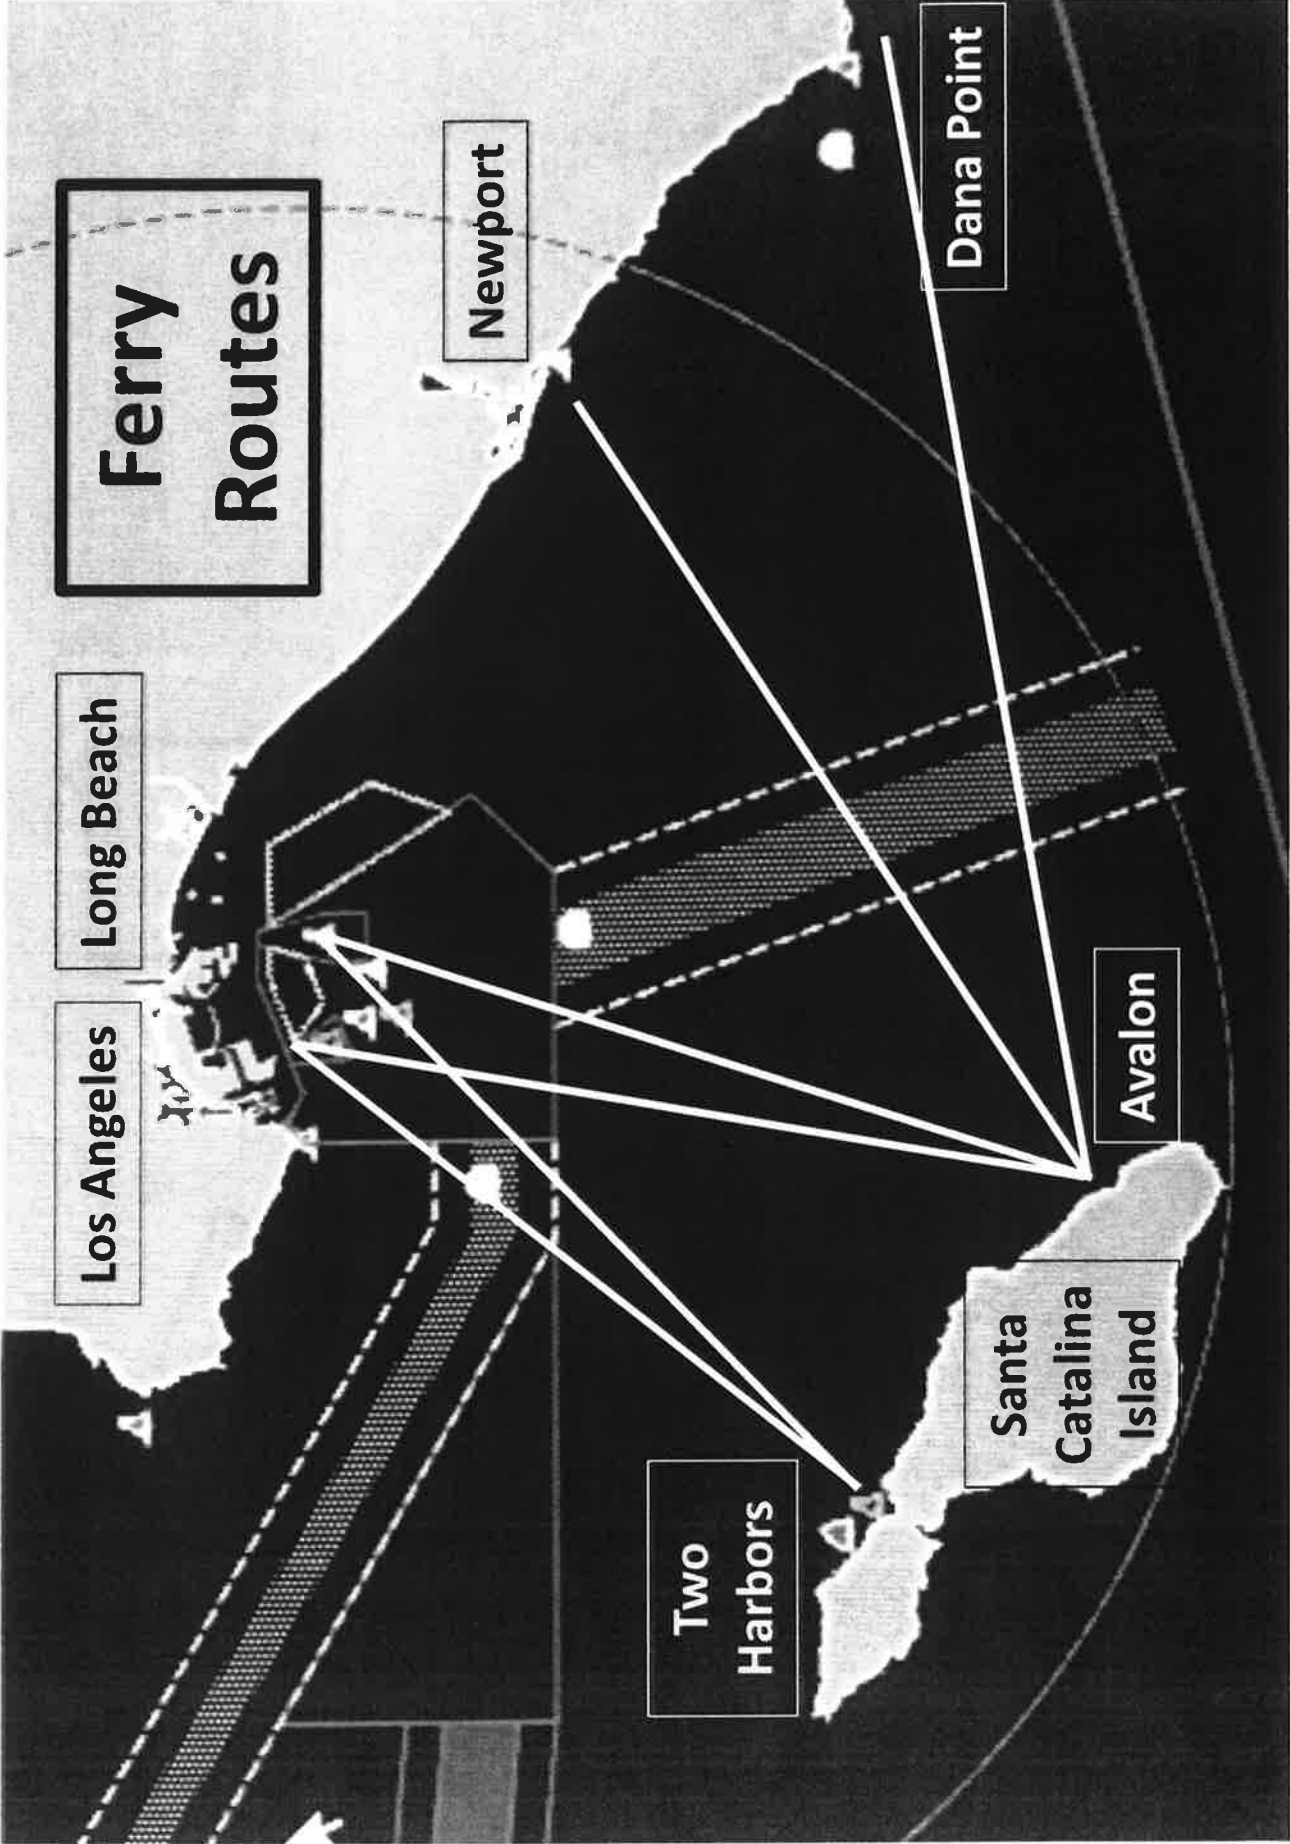 Ferry
Routes
Los Angeles
Long Beach
Newport
Two
Harbors
Santa
Catalina
Island
Avalon
Dana Point